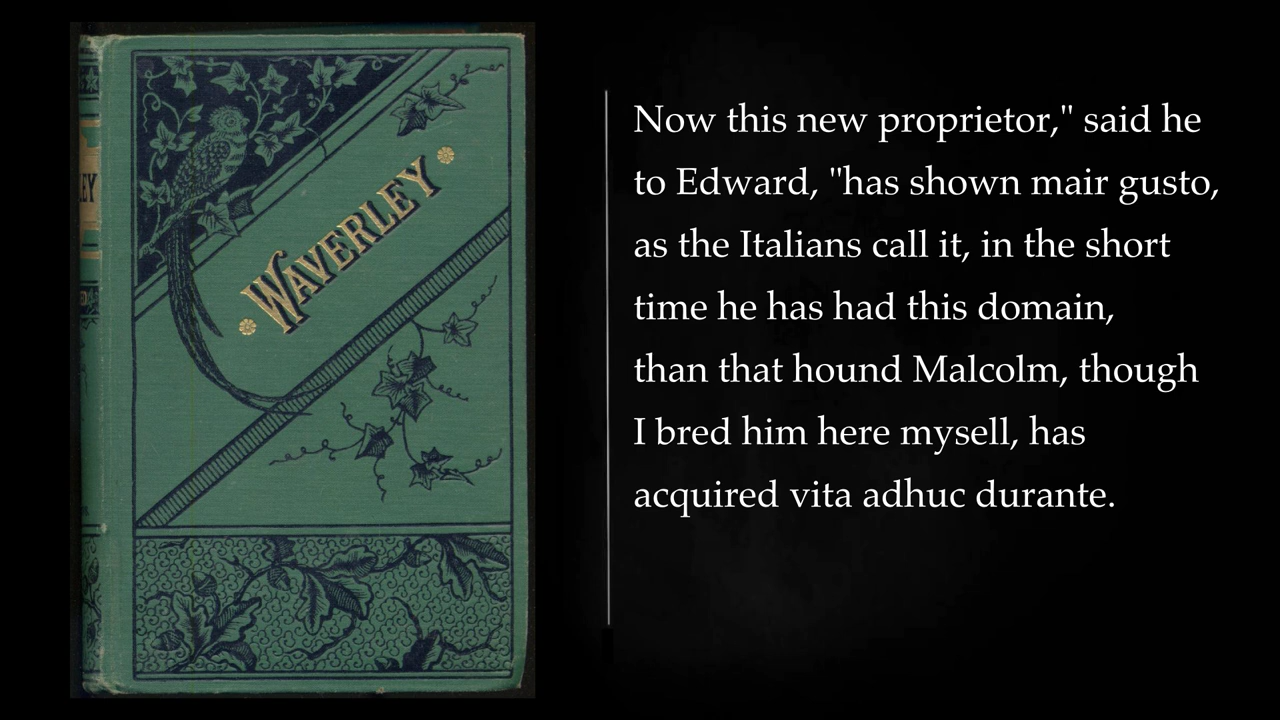 WAVERLEY
EY
Now this new proprietor," said he
to Edward, "has shown mair gusto,
as the Italians call it, in the short
time he has had this domain,
than that hound Malcolm, though
I bred him here mysell, has
acquired vita adhuc durante.